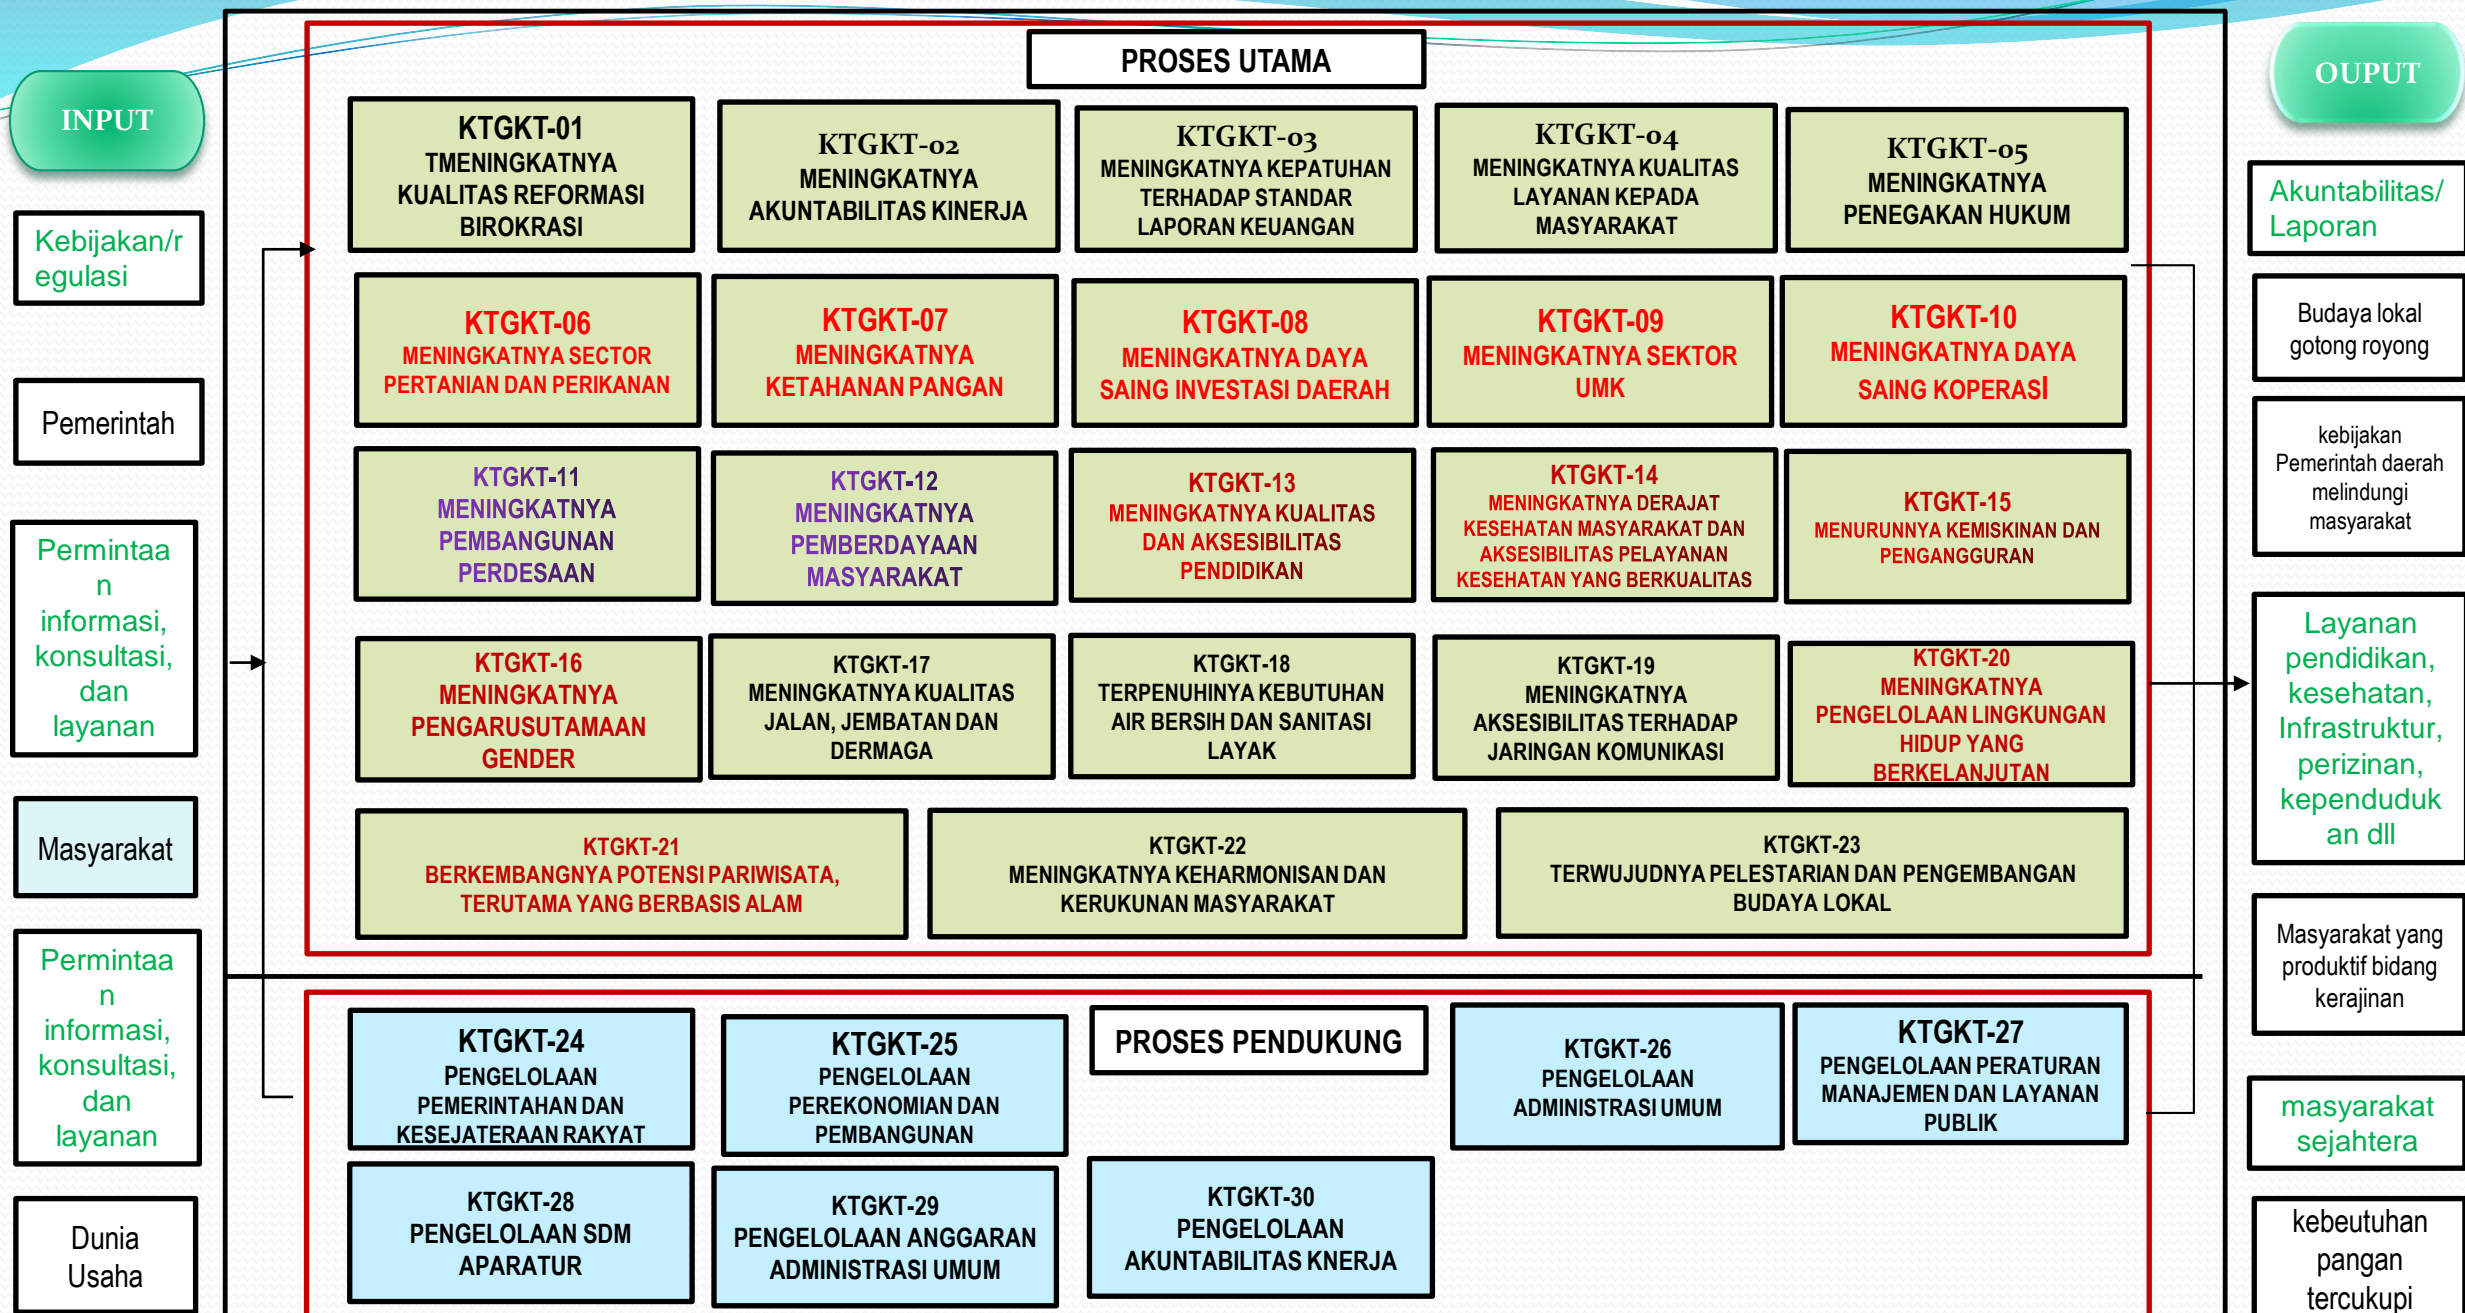 PROSES UTAMA
INPUT
OUPUT
KTGKT-01
TMENINGKATNYA
KUALITAS REFORMASI
BIROKRASI
KTGKT-02
MENINGKATNYA
AKUNTABILITAS KINERJA
KTGKT-03
MENINGKATNYA KEPATUHAN
TERHADAP STANDAR
LAPORAN KEUANGAN
KTGKT-04
MENINGKATNYA KUALITAS
LAYANAN KEPADA
MASYARAKAT
KTGKT-05
MENINGKATNYA
PENEGAKAN HUKUM
KTGKT-06
MENINGKATNYA SECTOR
PERTANIAN DAN PERIKANAN
KTGKT-07
MENINGKATNYA
KETAHANAN PANGAN
KTGKT-08
MENINGKATNYA DAYA
SAING INVESTASI DAERAH
KTGKT-09
MENINGKATNYA SEKTOR
UMK
KTGKT-10
MENINGKATNYA DAYA
SAING KOPERASI
KTGKT-11
MENINGKATNYA
PEMBANGUNAN
PERDESAAN
KTGKT-12
MENINGKATNYA
PEMBERDAYAAN
MASYARAKAT
KTGKT-13
MENINGKATNYA KUALITAS
DAN AKSESIBILITAS
PENDIDIKAN
KTGKT-14
MENINGKATNYA DERAJAT
KESEHATAN MASYARAKAT DAN
AKSESIBILITAS PELAYANAN
KESEHATAN YANG BERKUALITAS
KTGKT-15
MENURUNNYA KEMISKINAN DAN
PENGANGGURAN
KTGKT-16
MENINGKATNYA
PENGARUSUTAMAAN
GENDER
KTGKT-17
MENINGKATNYA KUALITAS
JALAN, JEMBATAN DAN
DERMAGA
KTGKT-18
TERPENUHINYA KEBUTUHAN
AIR BERSIH DAN SANITASI
LAYAK
KTGKT-19
MENINGKATNYA
AKSESIBILITAS TERHADAP
JARINGAN KOMUNIKASI
KTGKT-20
MENINGKATNYA
PENGELOLAAN LINGKUNGAN
HIDUP YANG
BERKELANJUTAN
KTGKT-21
BERKEMBANGNYA POTENSI PARIWISATA,
TERUTAMA YANG BERBASIS ALAM
KTGKT-22
MENINGKATNYA KEHARMONISAN DAN
KERUKUNAN MASYARAKAT
KTGKT-23
TERWUJUDNYA PELESTARIAN DAN PENGEMBANGAN
BUDAYA LOKAL
PROSES PENDUKUNG
KTGKT-24
PENGELOLAAN
PEMERINTAHAN DAN
KESEJATERAAN RAKYAT
KTGKT-25
PENGELOLAAN
PEREKONOMIAN DAN
PEMBANGUNAN
KTGKT-26
PENGELOLAAN
ADMINISTRASI UMUM
KTGKT-27
PENGELOLAAN PERATURAN
MANAJEMEN DAN LAYANAN
PUBLIK
KTGKT-28
PENGELOLAAN SDM
APARATUR
KTGKT-29
PENGELOLAAN ANGGARAN
ADMINISTRASI UMUM
KTGKT-30
PENGELOLAAN
AKUNTABILITAS KNERJA
Kebijakan/r
egulasi
Pemerintah
Permintaa
n
informasi,
konsultasi,
dan
layanan
Masyarakat
Permintaa
n
informasi,
konsultasi,
dan
layanan
Dunia
Usaha
Akuntabilitas/
Laporan
Budaya lokal
gotong royong
kebijakan
Pemerintah daerah
melindungi
masyarakat
Layanan
pendidikan,
kesehatan,
Infrastruktur,
perizinan,
kependuduk
an dll
Masyarakat yang
produktif bidang
kerajinan
masyarakat
sejahtera
kebeutuhan
pangan
tercukupi